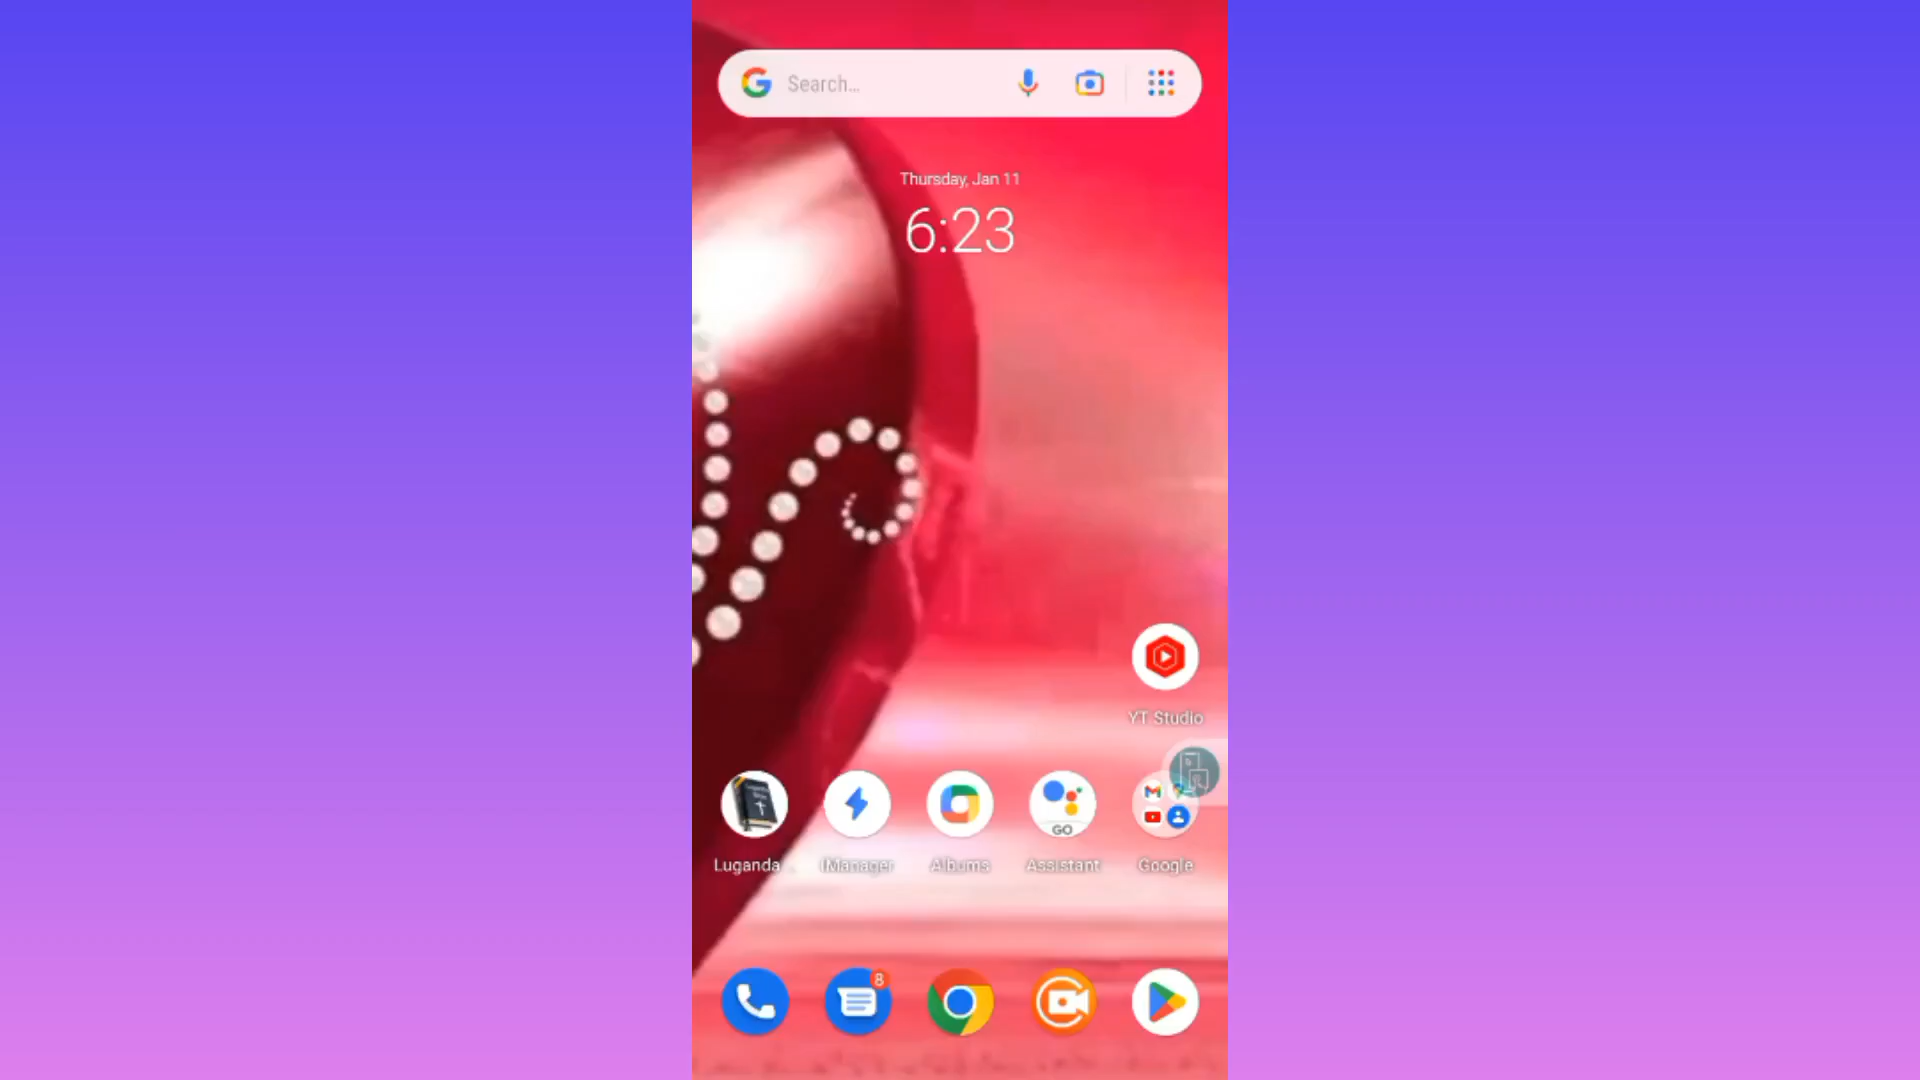 Search…
Thursday, Jan 11
6:23
YT Studio
Luganda
iManager
Albums
Assistant
Google
GO
8